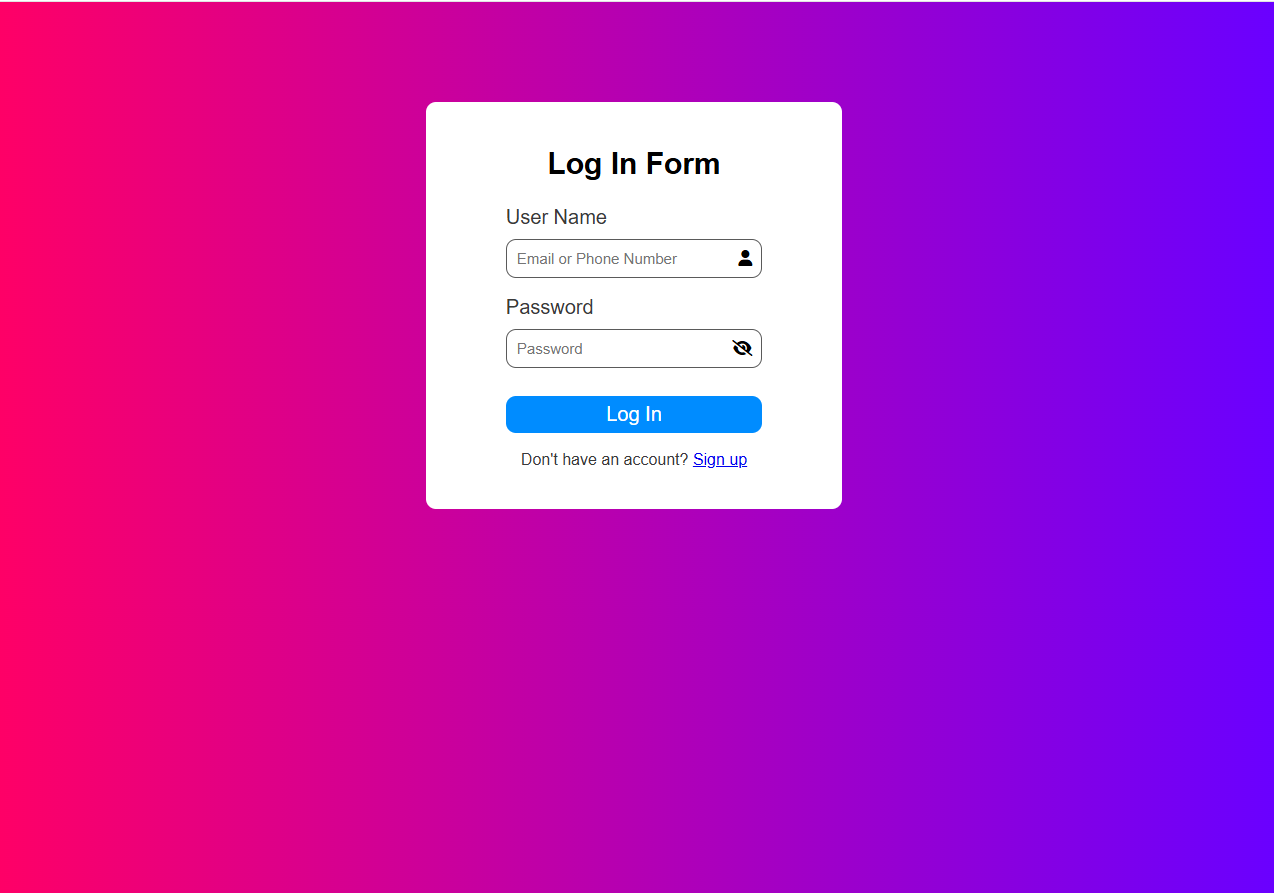 Log In Form
User Name
Email or Phone Number
Password
Password
Log In
Don't have an account? Sign up